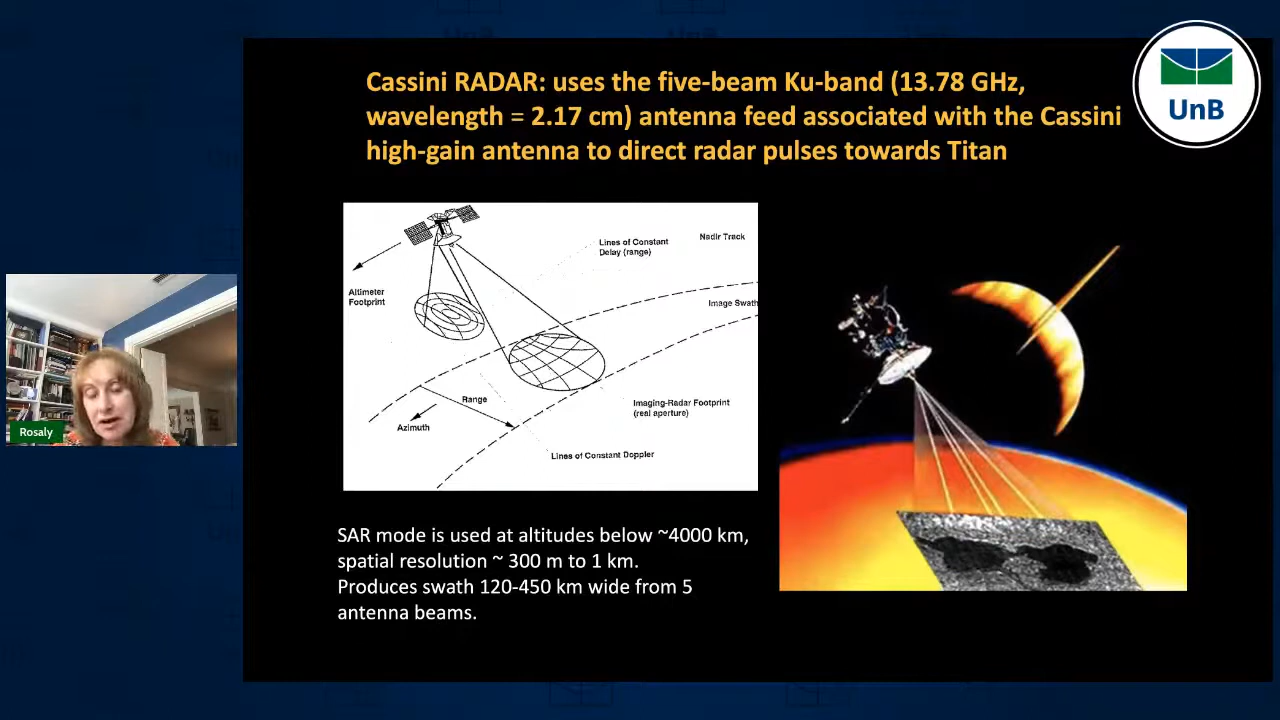 Cassini RADAR: uses the five-beam Ku-band (13.78 GHz,
wavelength = 2.17 cm) antenna feed associated with the Cassini
high-gain antenna to direct radar pulses towards Titan
UnB
Lines of Constant
Delay (range)
Nadir Track
Altimeter
Footprint
Image Swath
Range
Azimuth
Imaging-Radar Footprint
(real aperture)
Lines of Constant Doppler
Rosaly
SAR mode is used at altitudes below ~4000 km,
spatial resolution ~ 300 m to 1 km.
Produces swath 120-450 km wide from 5
antenna beams.